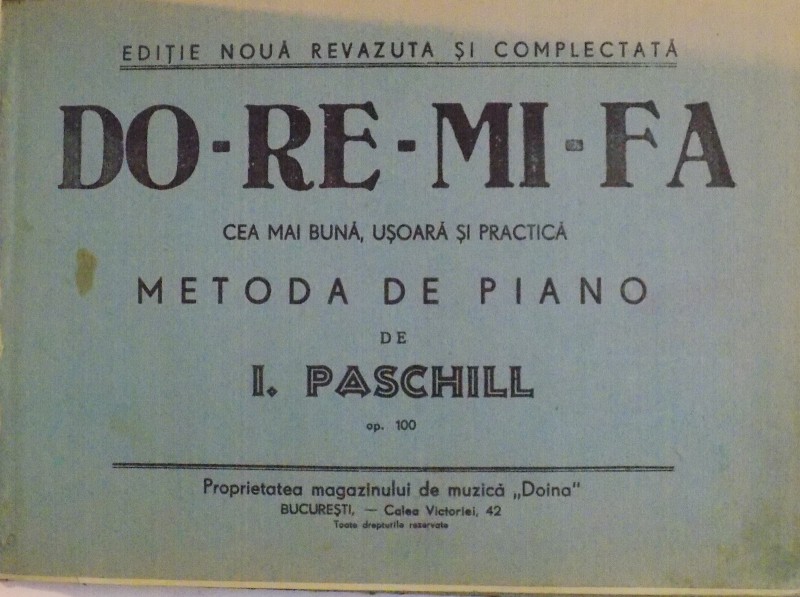 EDIȚIE NOUĂ REVAZUTA ȘI COMPLECTATĂ
DO-RE-MI-FA
CEA MAI BUNĂ, UȘOARĂ ȘI PRACTICĂ
METODA DE PIANO
DE
I. PASCHILL
op. 100
Proprietatea magazinului de muzică „Doina"
BUCUREȘTI, — Calea Victoriei, 42
Toate drepturile rezervate